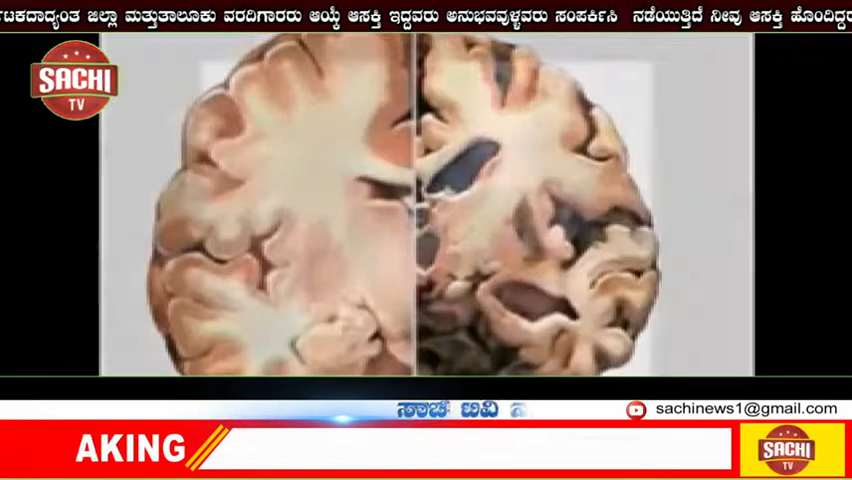 ಟಕದಾದ್ಯಂತ ಜಿಲ್ಲಾ ಮತ್ತುತಾಲೂಕು ವರದಿಗಾರರು ಆಯ್ಕೆ ಆಸಕ್ತಿ ಇದ್ದವರು ಅನುಭವವುಳ್ಳವರು ಸಂಪರ್ಕಿಸಿ ನಡೆಯುತ್ತಿದೆ ನೀವು ಆಸಕ್ತಿ ಹೊಂದಿದ್ದರ
SACHI
TV
ಸಾಚಿ ಟಿವಿ
sachinews1@gmail.com
AKING
SACHI
TV